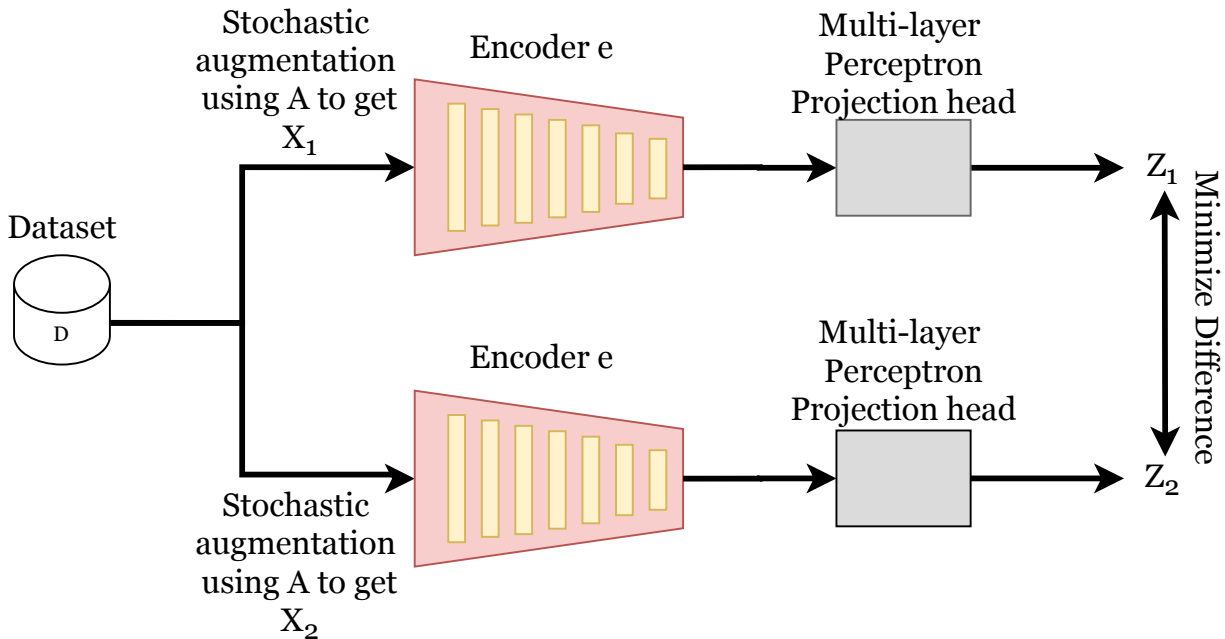 Stochastic
augmentation
using A to get
X₁
Encoder e
Multi-layer
Perceptron
Projection head
Z₁
Minimize Difference
Dataset
D
Encoder e
Multi-layer
Perceptron
Projection head
Z₂
Stochastic
augmentation
using A to get
X₂